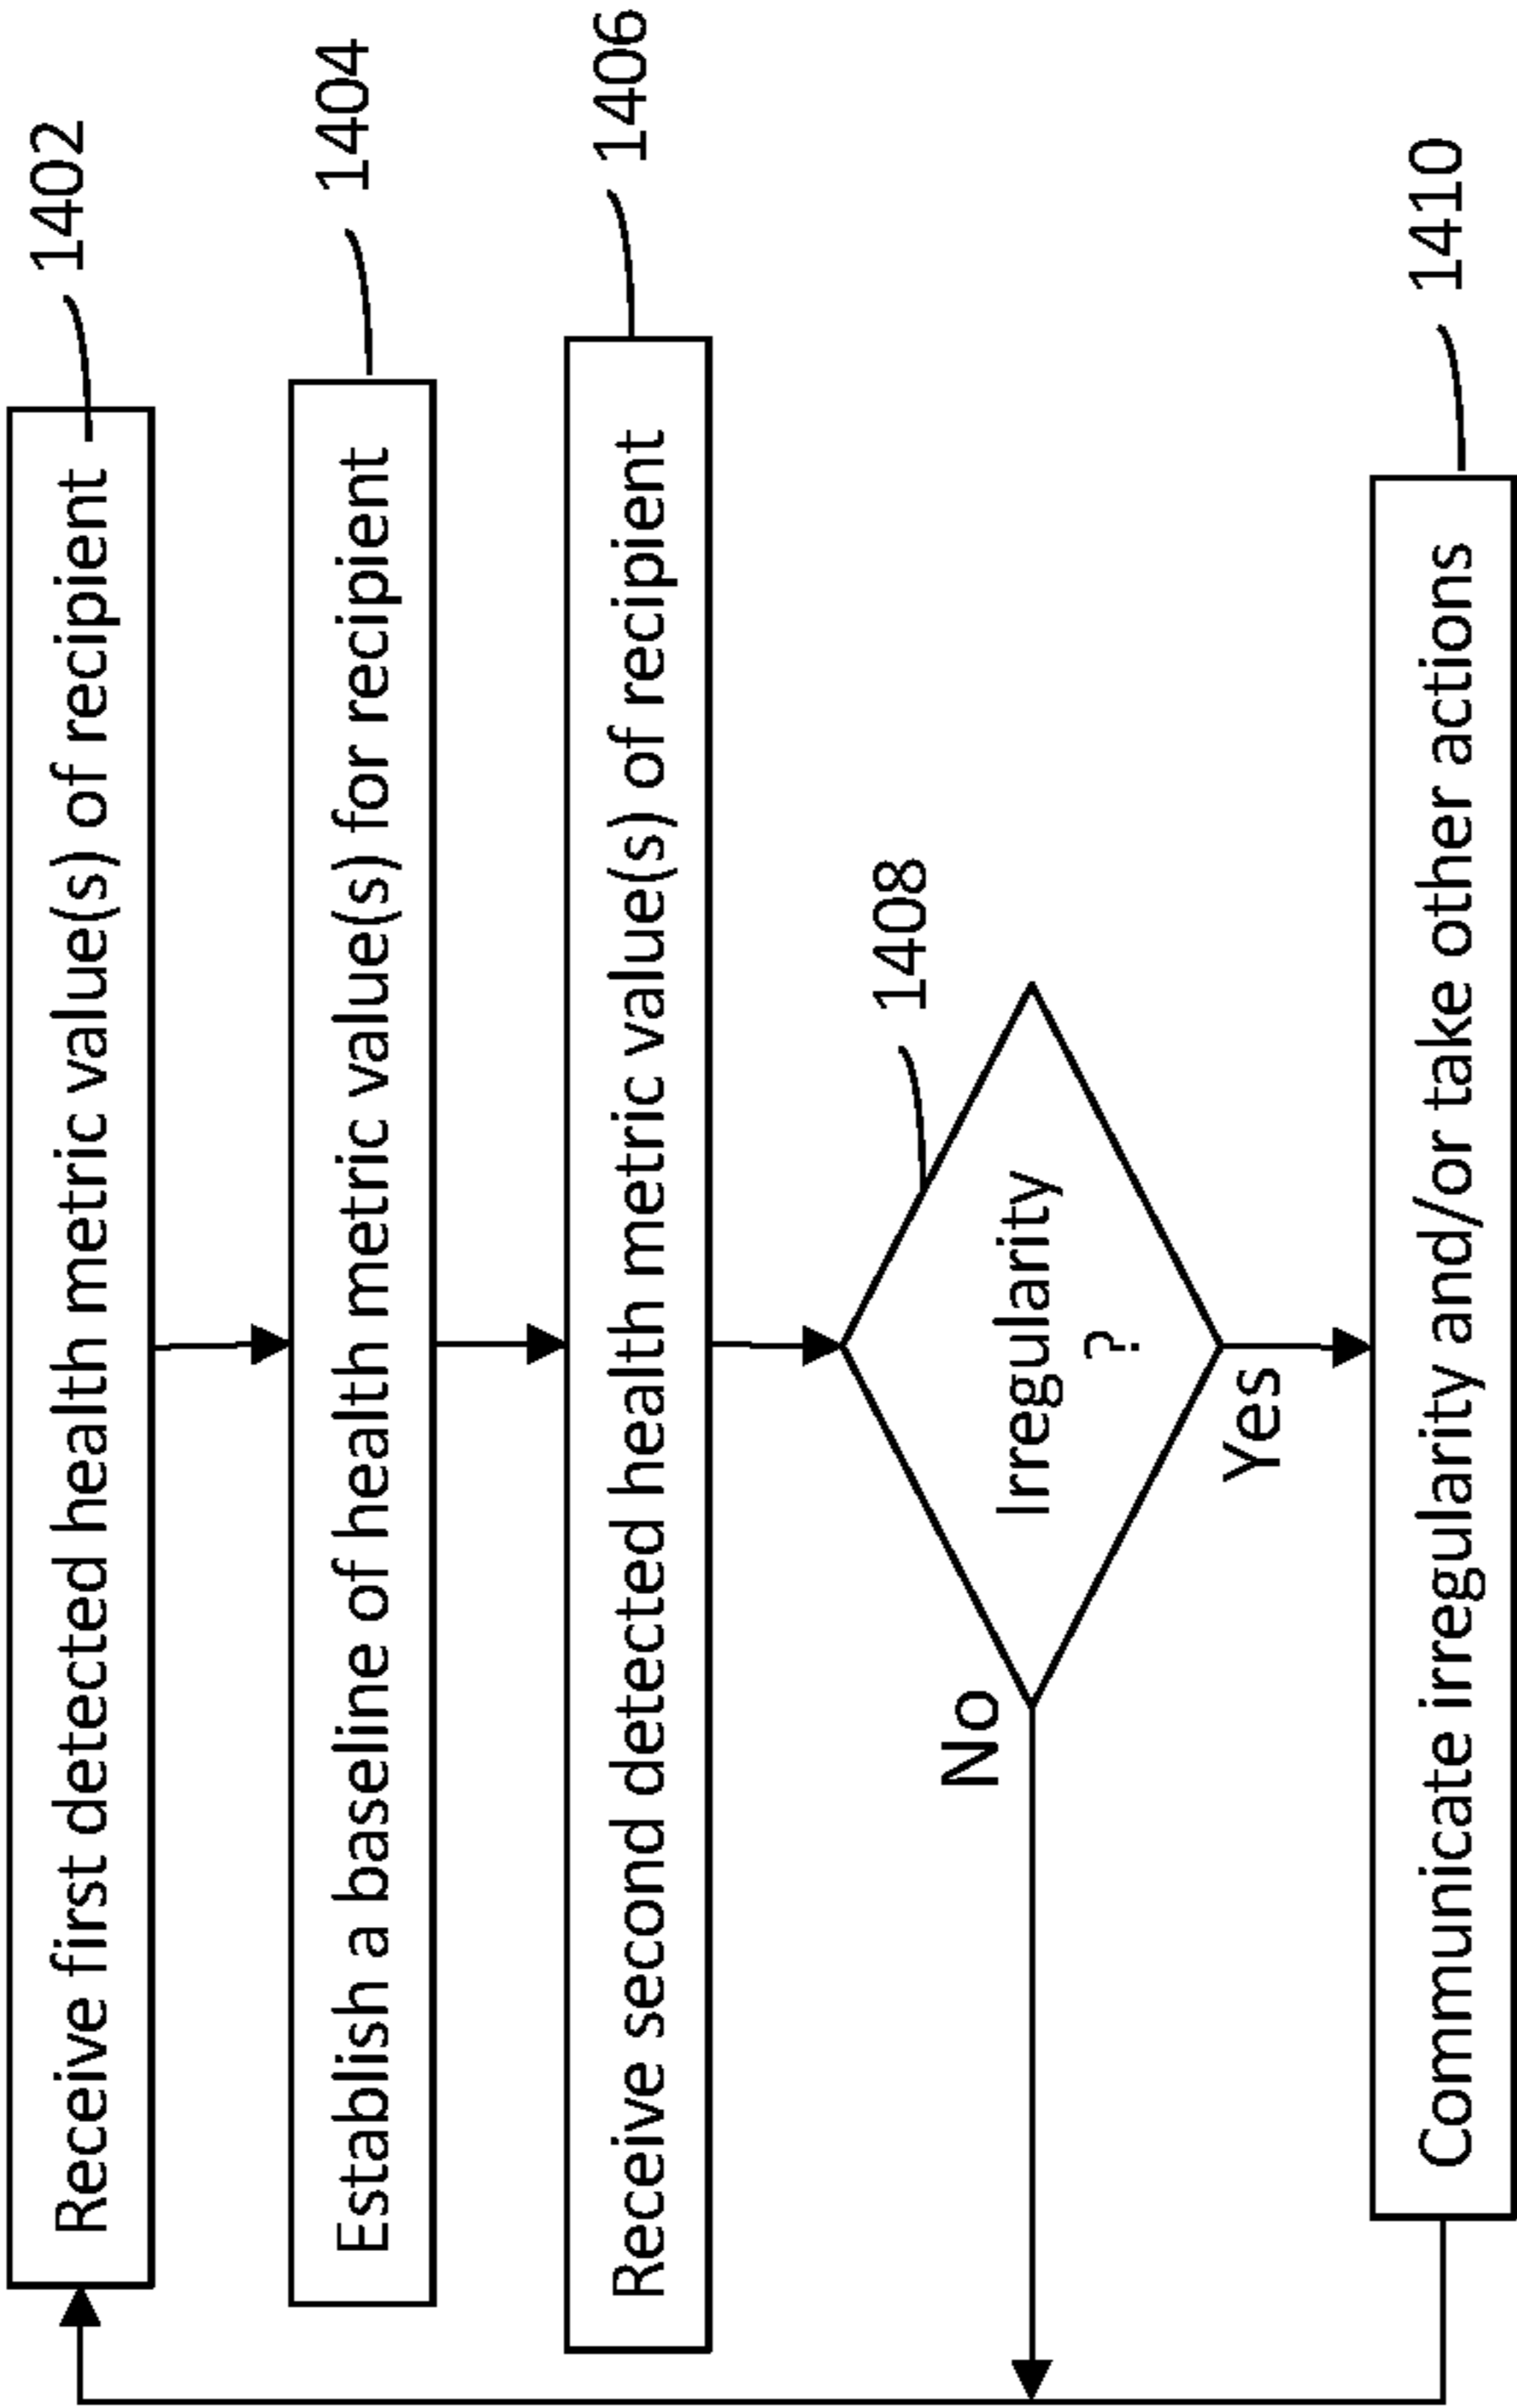 Receive first detected health metric value(s) of recipient
1402
Establish a baseline of health metric value(s) for recipient
1404
Receive second detected health metric value(s) of recipient
1406
1408
Irregularity
?
No
Yes
Communicate irregularity and/or take other actions
1410